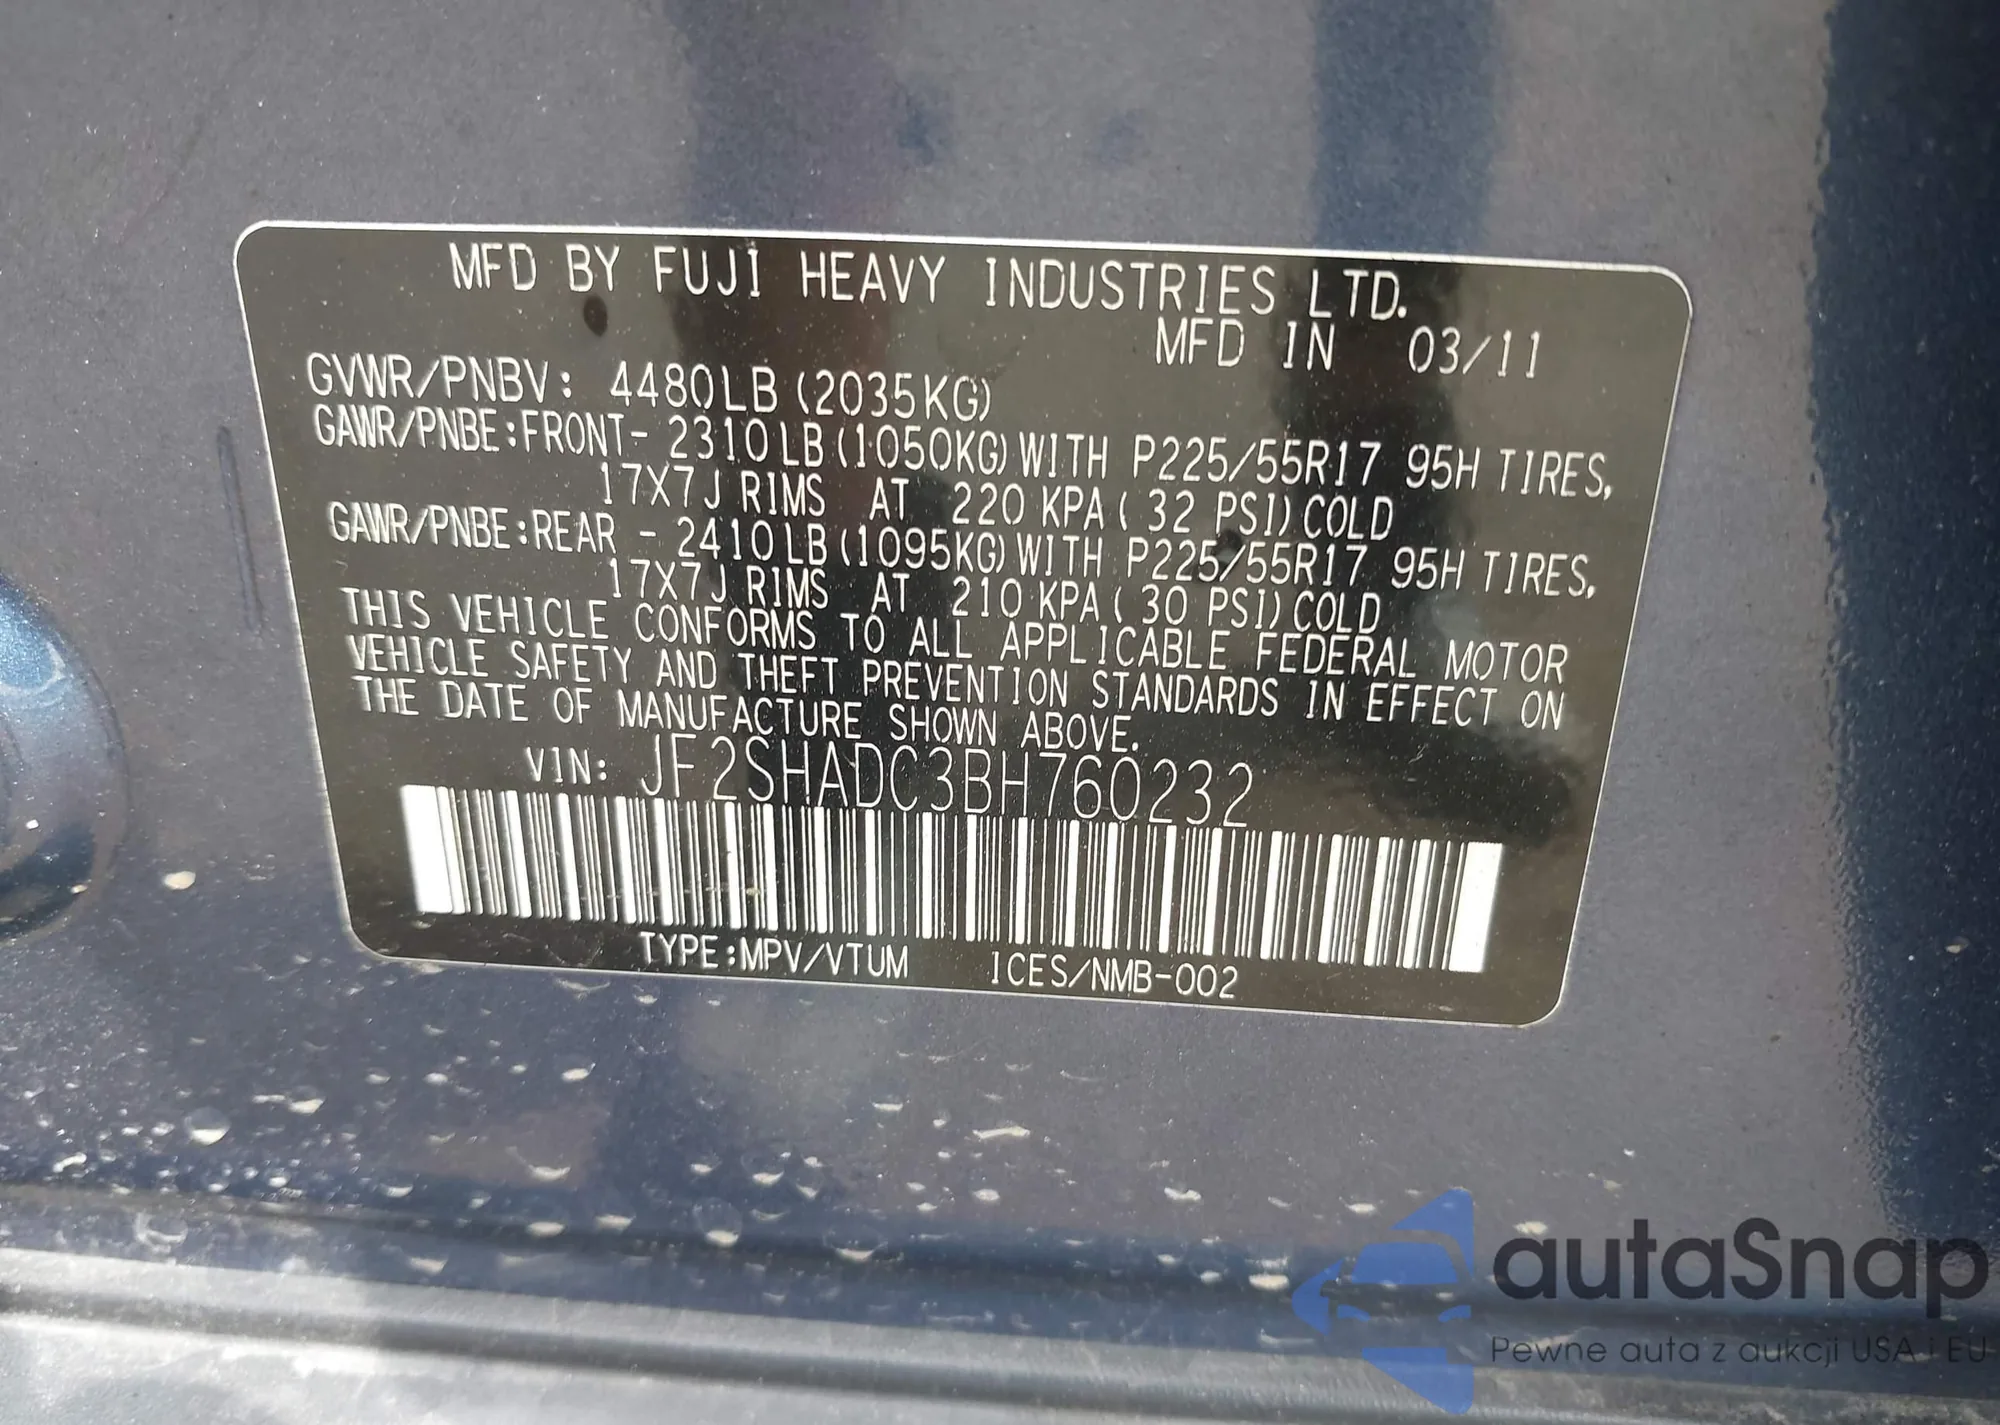 MFD BY FUJI HEAVY INDUSTRIES LTD.
MFD IN 03/11
GVWR/PNBV: 4480LB (2035KG)
GAWR/PNBE:FRONT- 2310LB(1050KG)WITH P225/55R17 95H TIRES,
17X7J RIMS AT 220 KPA( 32 PSI)COLD
GAWR/PNBE:REAR - 2410LB(1095KG)WITH P225/55R17 95H TIRES,
17X7J RIMS AT 210 KPA( 30 PSI)COLD
THIS VEHICLE CONFORMS TO ALL APPLICABLE FEDERAL MOTOR
VEHICLE SAFETY AND THEFT PREVENTION STANDARDS IN EFFECT ON
THE DATE OF MANUFACTURE SHOWN ABOVE.
VIN: JF2SHADC3BH760232
TYPE:MPV/VTUM ICES/NMB-002
autaSnap
Pewne auta z aukcji USA i EU